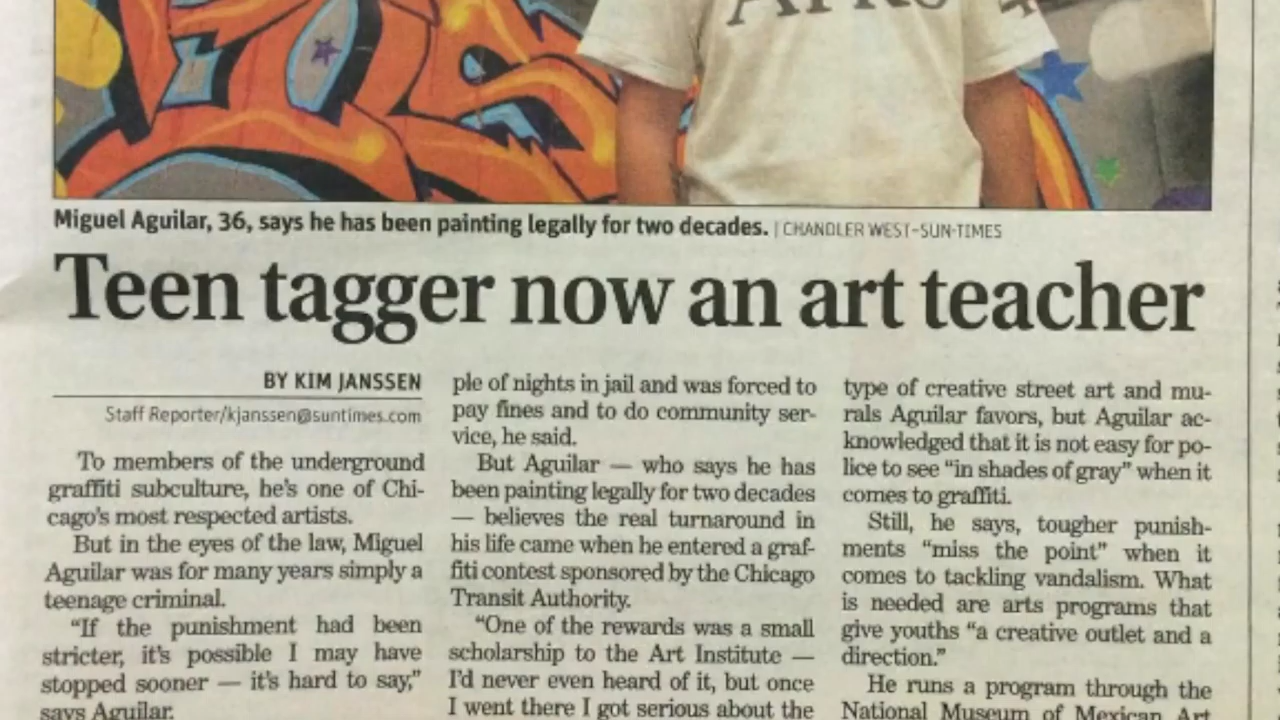 Miguel Aguilar, 36, says he has been painting legally for two decades. | CHANDLER WEST~SUN-TIMES
Teen tagger now an art teacher
BY KIM JANSSEN
Staff Reporter/kjanssen@suntimes.com
To members of the underground
graffiti subculture, he's one of Chi-
cago's most respected artists.
But in the eyes of the law, Miguel
Aguilar was for many years simply a
teenage criminal.
"If the punishment had been
stricter, it's possible I may have
stopped sooner — it's hard to say,"
says Aguilar.
ple of nights in jail and was forced to
pay fines and to do community ser-
vice, he said.
But Aguilar — who says he has
been painting legally for two decades
— believes the real turnaround in
his life came when he entered a graf-
fiti contest sponsored by the Chicago
Transit Authority.
"One of the rewards was a small
scholarship to the Art Institute —
I'd never even heard of it, but once
I went there I got serious about the
type of creative street art and mu-
rals Aguilar favors, but Aguilar ac-
knowledged that it is not easy for po-
lice to see "in shades of gray" when it
comes to graffiti.
Still, he says, tougher punish-
ments "miss the point" when it
comes to tackling vandalism. What
is needed are arts programs that
give youths "a creative outlet and a
direction."
He runs a program through the
National Museum of Mexican Art